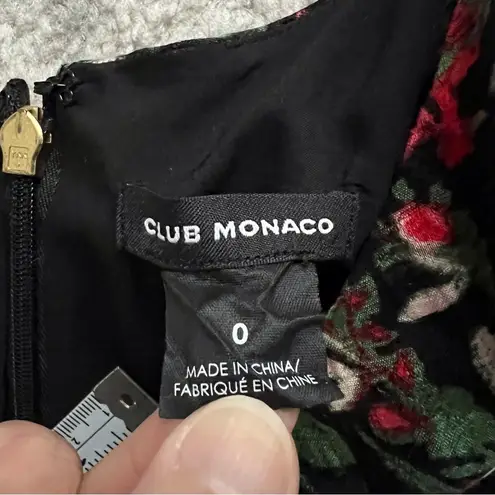 CLUB MONACO
0
MADE IN CHINA/
FABRIQUÉ EN CHINE